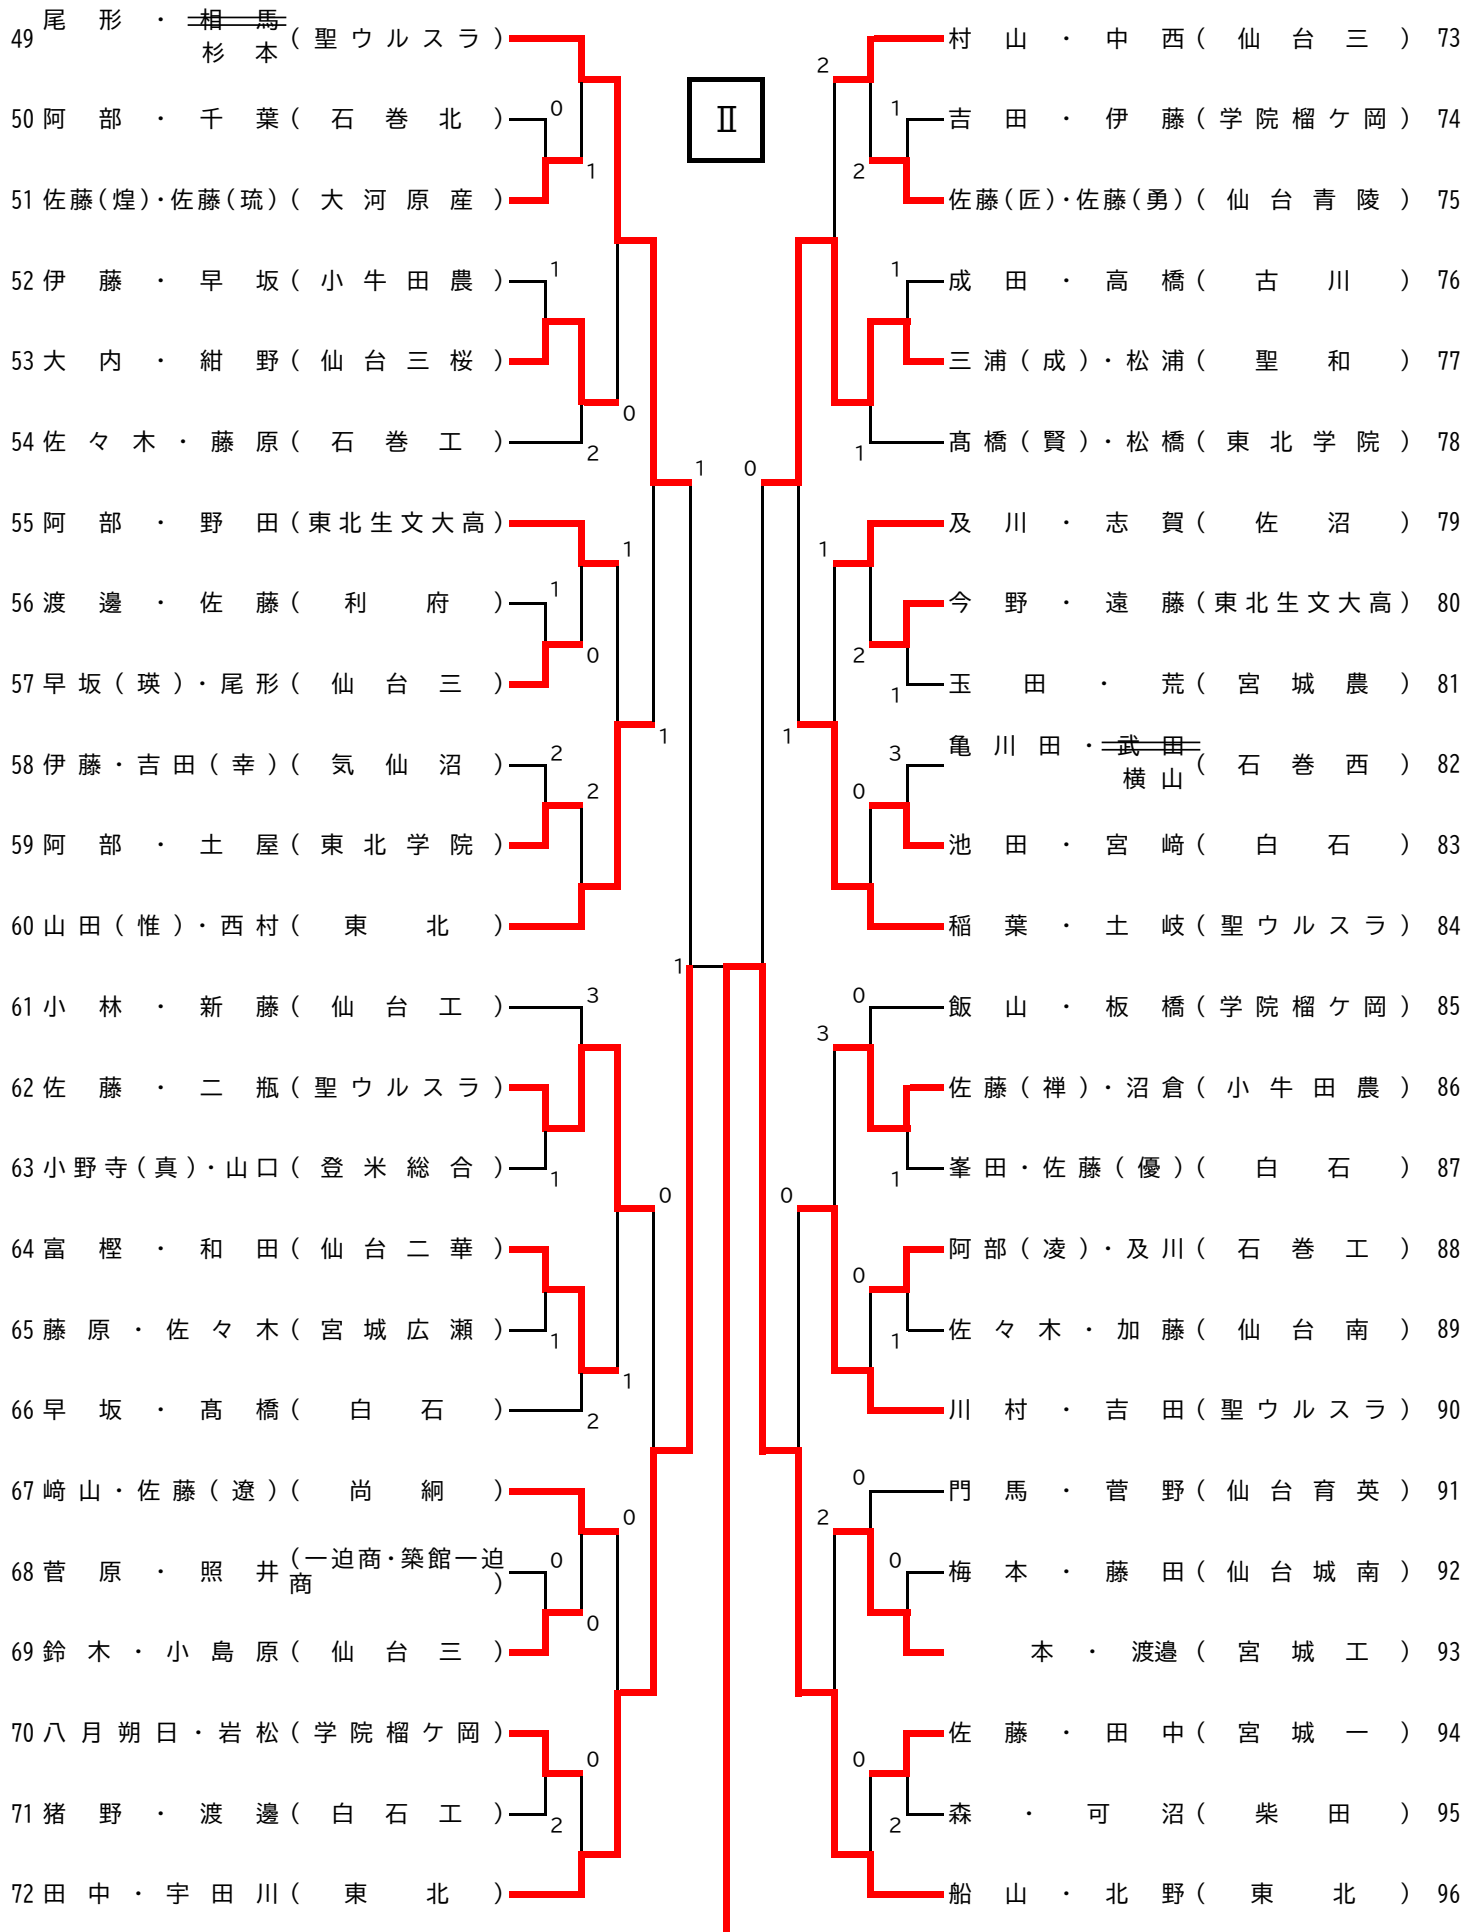 49 尾形・相馬 杉本(聖ウルスラ)
50 阿部・千葉(石巻北)
51 佐藤(煌)・佐藤(琉)(大河原産)
52 伊藤・早坂(小牛田農)
53 大内・紺野(仙台三桜)
54 佐々木・藤原(石巻工)
55 阿部・野田(東北生文大高)
56 渡邊・佐藤(利府)
57 早坂(瑛)・尾形(仙台三)
58 伊藤・吉田(幸)(気仙沼)
59 阿部・土屋(東北学院)
60 山田(惟)・西村(東北)
61 小林・新藤(仙台工)
62 佐藤・二瓶(聖ウルスラ)
63 小野寺(真)・山口(登米総合)
64 富樫・和田(仙台二華)
65 藤原・佐々木(宮城広瀬)
66 早坂・髙橋(白石)
67 﨑山・佐藤(遼)(尚絅)
68 菅原・照井(一迫商・築館一迫商)
69 鈴木・小島原(仙台三)
70 八月朔日・岩松(学院榴ケ岡)
71 猪野・渡邊(白石工)
72 田中・宇田川(東北)
0
1
1
0
2
1
1
1
0
1
2
2
1
3
1
0
1
1
2
0
0
0
0
2
Ⅱ
2
1
2
1
1
0
1
2
1
1
3
0
0
3
1
0
0
1
0
2
0
0
2
村山・中西(仙台三) 73
吉田・伊藤(学院榴ケ岡) 74
佐藤(匠)・佐藤(勇)(仙台青陵) 75
成田・高橋(古川) 76
三浦(成)・松浦(聖和) 77
髙橋(賢)・松橋(東北学院) 78
及川・志賀(佐沼) 79
今野・遠藤(東北生文大高) 80
玉田・荒(宮城農) 81
亀川田・武田 横山(石巻西) 82
池田・宮﨑(白石) 83
稲葉・土岐(聖ウルスラ) 84
飯山・板橋(学院榴ケ岡) 85
佐藤(禅)・沼倉(小牛田農) 86
峯田・佐藤(優)(白石) 87
阿部(凌)・及川(石巻工) 88
佐々木・加藤(仙台南) 89
川村・吉田(聖ウルスラ) 90
門馬・菅野(仙台育英) 91
梅本・藤田(仙台城南) 92
本・渡邉(宮城工) 93
佐藤・田中(宮城一) 94
森・可沼(柴田) 95
船山・北野(東北) 96